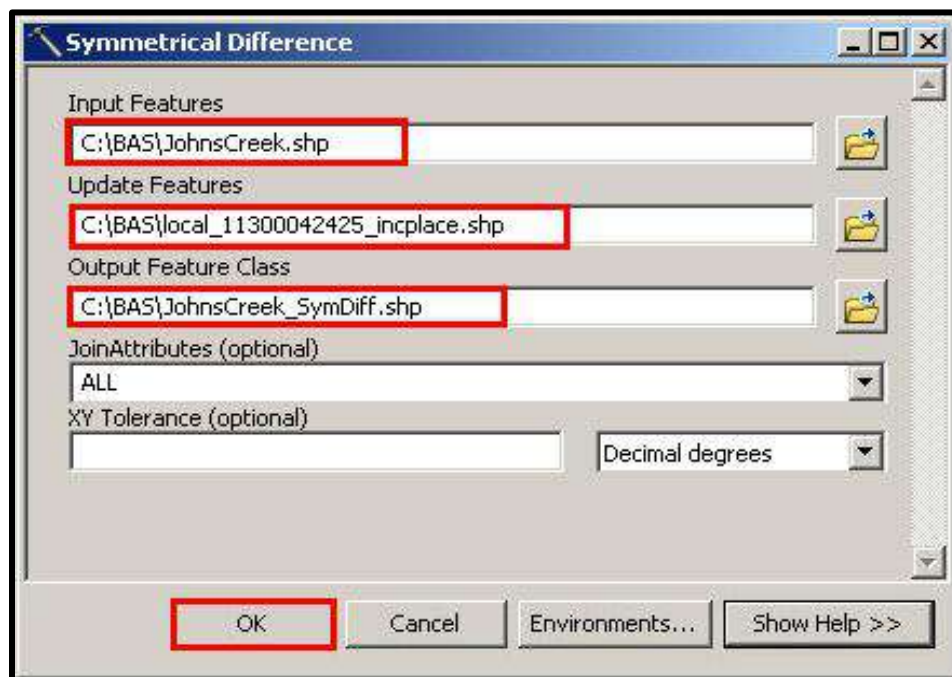 Symmetrical Difference
Input Features
C:\BAS\JohnsCreek.shp
Update Features
C:\BAS\local_11300042425_incplace.shp
Output Feature Class
C:\BAS\JohnsCreek_SymDiff.shp
JoinAttributes (optional)
ALL
XY Tolerance (optional)
Decimal degrees
OK Cancel Environments... Show Help >>